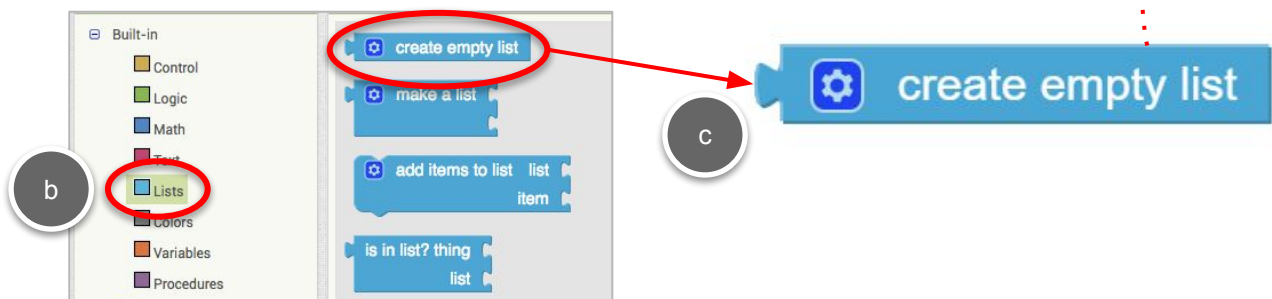 Built-in
Control
Logic
Math
Text
Lists
Colors
Variables
Procedures
b
create empty list
make a list
add items to list list
item
is in list? thing
list
c
create empty list